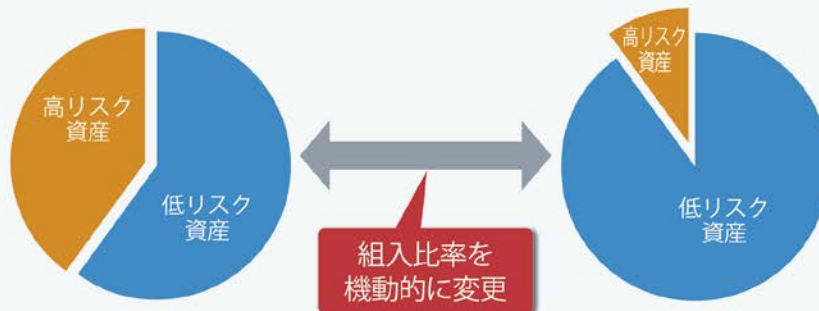 高リスク
資産
低リスク
資産
組入比率を
機動的に変更
高リスク
資産
低リスク
資産